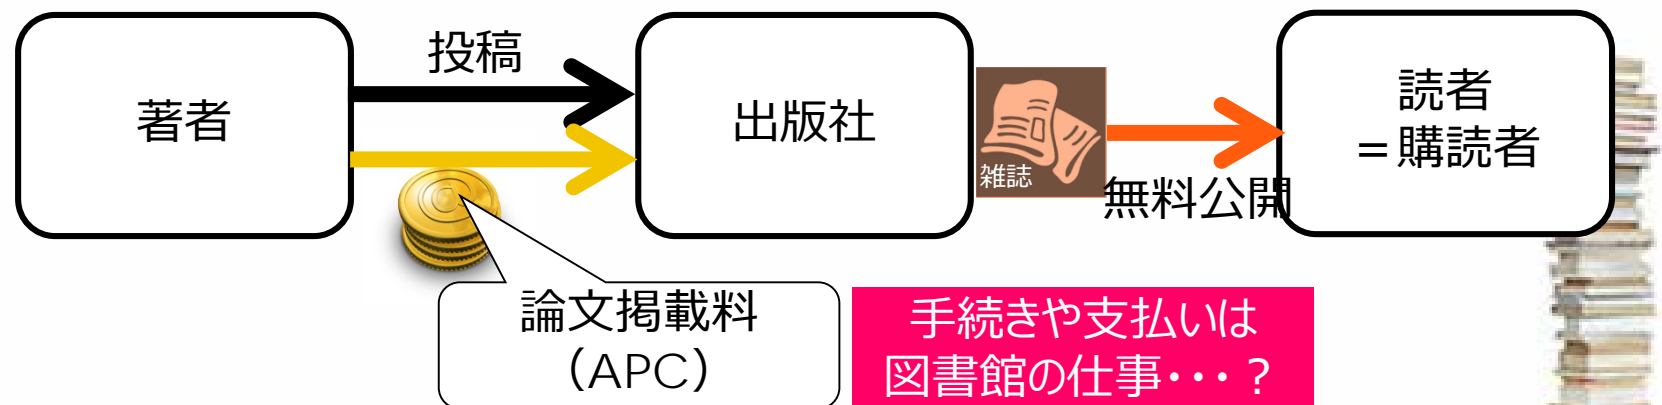 著者
投稿
出版社
雑誌
無料公開
読者
＝購読者
論文掲載料
（APC）
手続きや支払いは
図書館の仕事・・・？